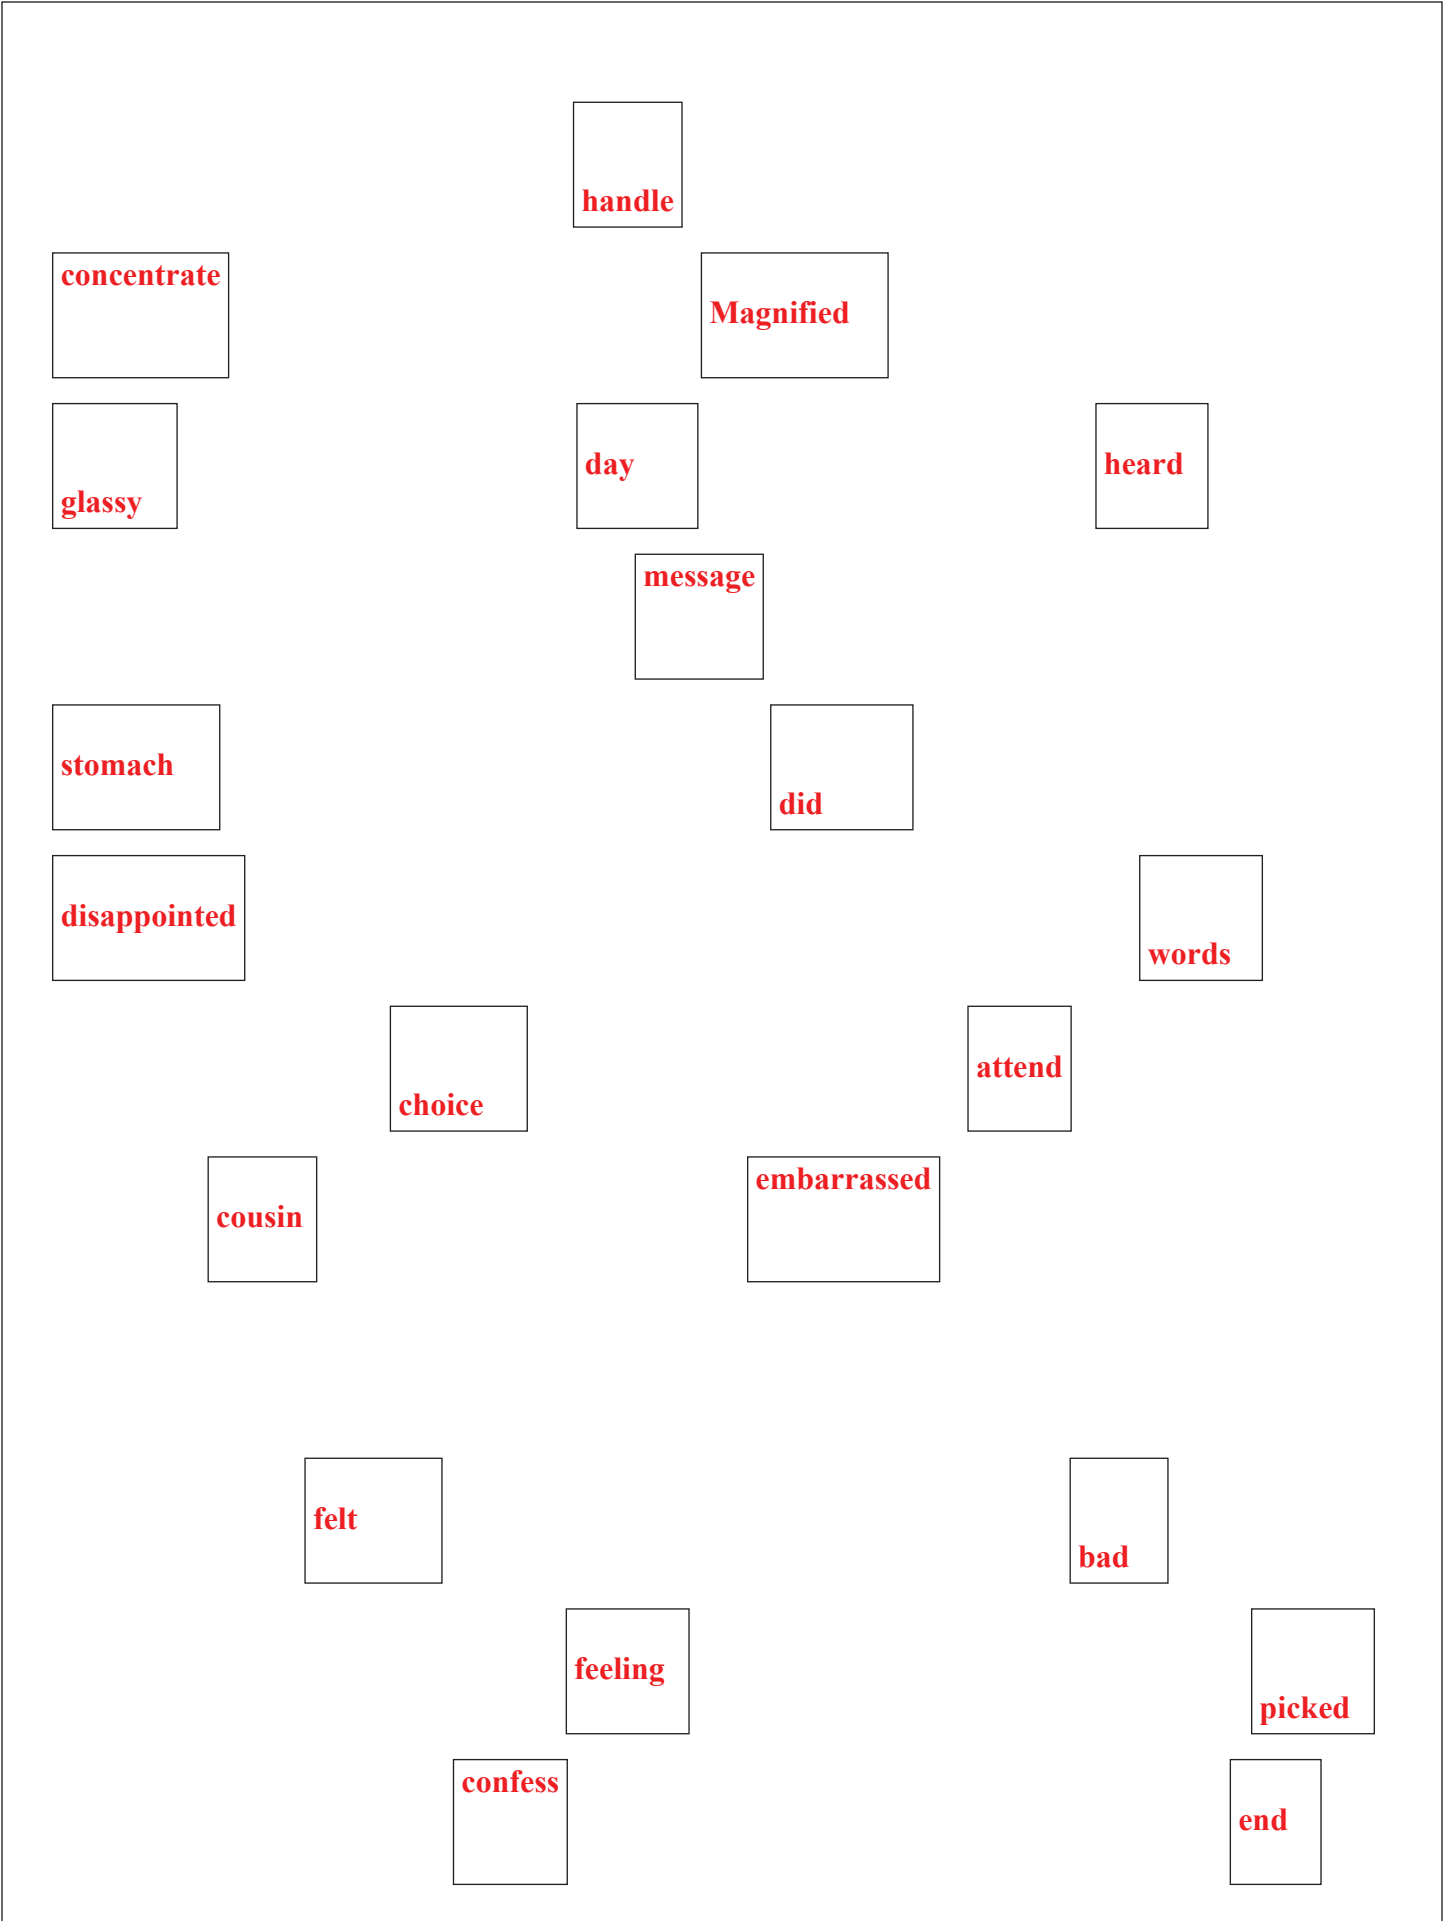 handle
concentrate Magnified
glassy day heard
message
stomach did
disappointed words
choice attend
cousin embarrassed
felt bad
feeling picked
confess end